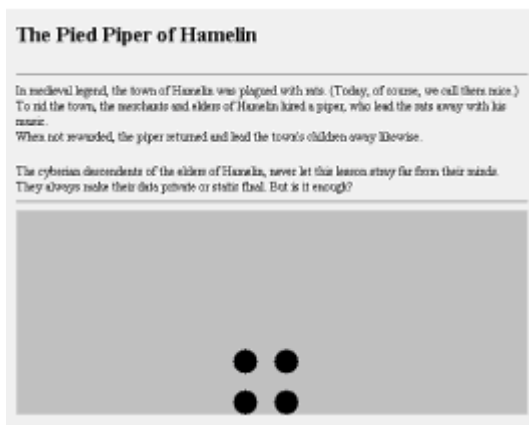 The Pied Piper of Hamelin
In medieval legend, the town of Hamelin was plagued with rats. (Today, of course, we call them mice.)
To rid the town, the merchants and elders of Hamelin hired a piper, who lead the rats away with his
music.
When not rewarded, the piper returned and lead the town's children away likewise.
The cyberian descendents of the elders of Hamelin, never let this lesson stray far from their minds.
They always make their data private or static final. But is it enough?